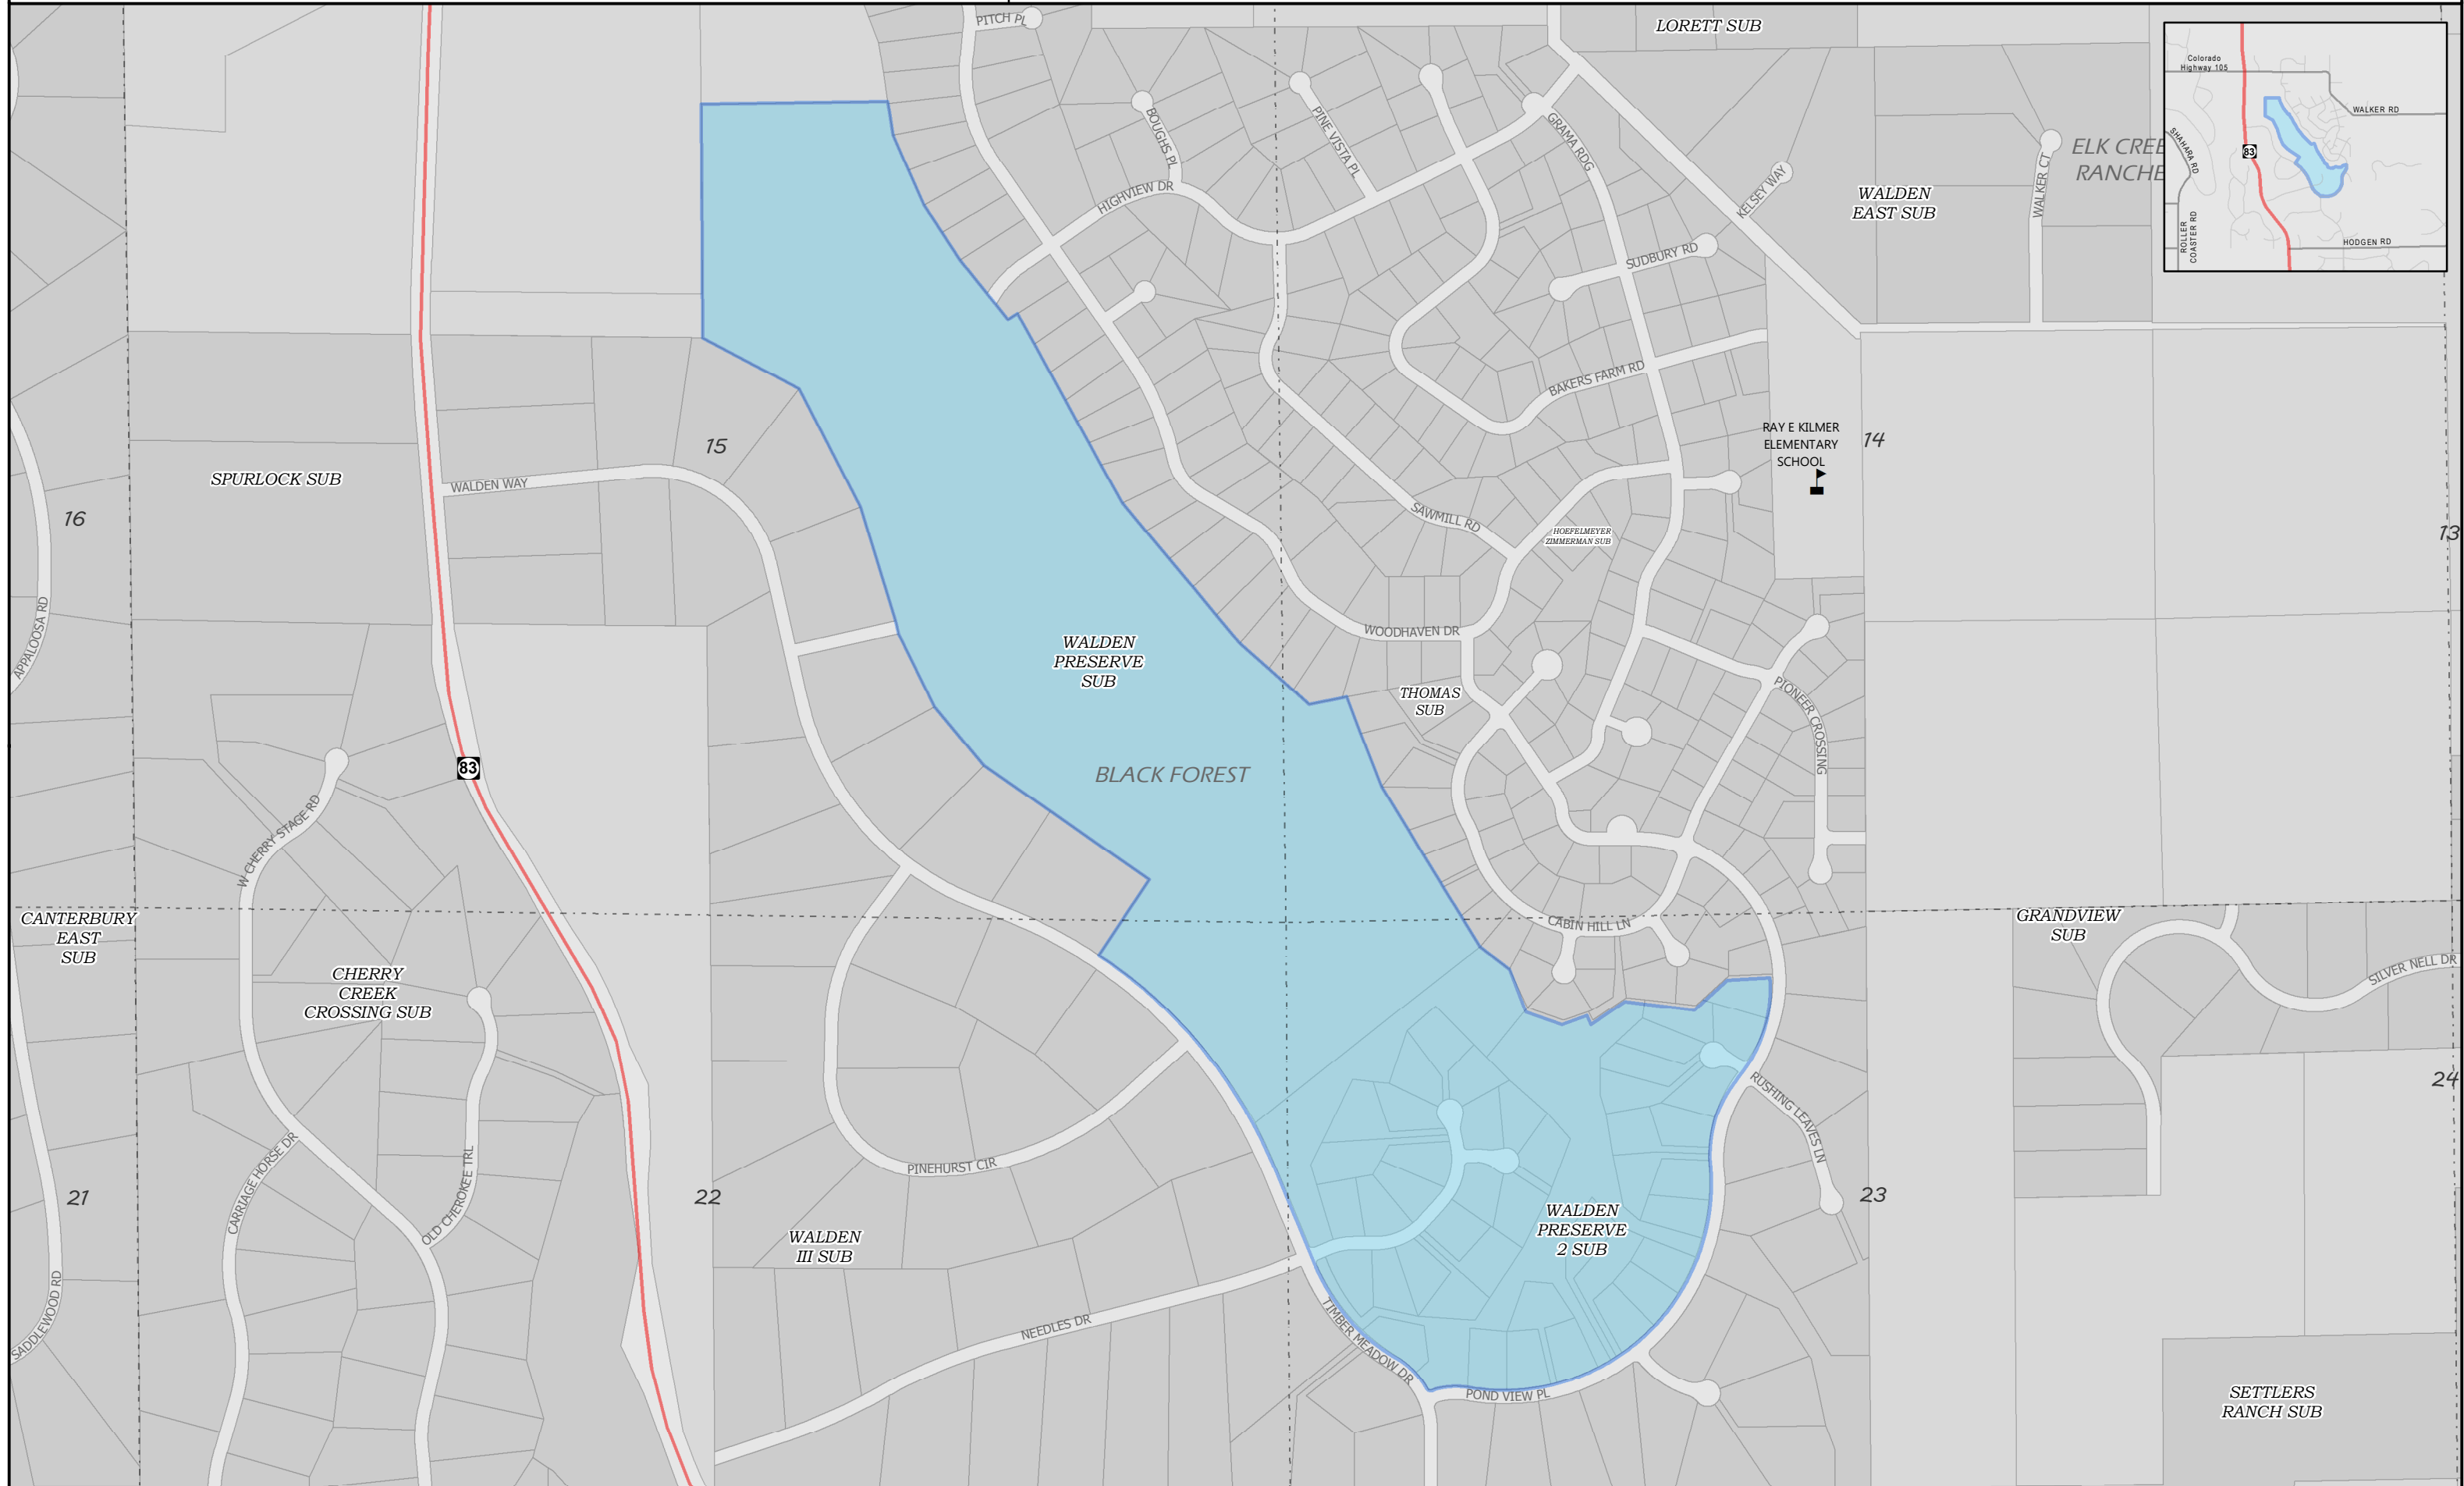 PITCH PL
LORETT SUB
Colorado
Highway 105
WALKER RD
SHAHARA RD
83
ROLLER
COASTER RD
HODGEN RD
BOUGHS PL
PINE VISTA PL
GRAMA RDG
KELSEY WAY
WALKER CT
ELK CREE
RANCHE
WALDEN
EAST SUB
HIGHVIEW DR
SUDBURY RD
BAKERS FARM RD
RAY E KILMER
ELEMENTARY
SCHOOL
14
15
SPURLOCK SUB
WALDEN WAY
16
SAWMILL RD
HOEFELMEYER
ZIMMERMAN SUB
13
APPALOOSA RD
WOODHAVEN DR
WALDEN
PRESERVE
SUB
THOMAS
SUB
PIONEER CROSSING
83
BLACK FOREST
W CHERRY STAGE RD
CANTERBURY
EAST
SUB
CABIN HILL LN
GRANDVIEW
SUB
SILVER NELL DR
CHERRY
CREEK
CROSSING SUB
24
RUSHING LEAVES LN
CARRIAGE HORSE DR
OLD CHEROKEE TRL
PINEHURST CIR
21
22
23
WALDEN
PRESERVE
2 SUB
WALDEN
III SUB
SADDLEWOOD RD
NEEDLES DR
TIMBER MEADOW DR
POND VIEW PL
SETTLERS
RANCH SUB